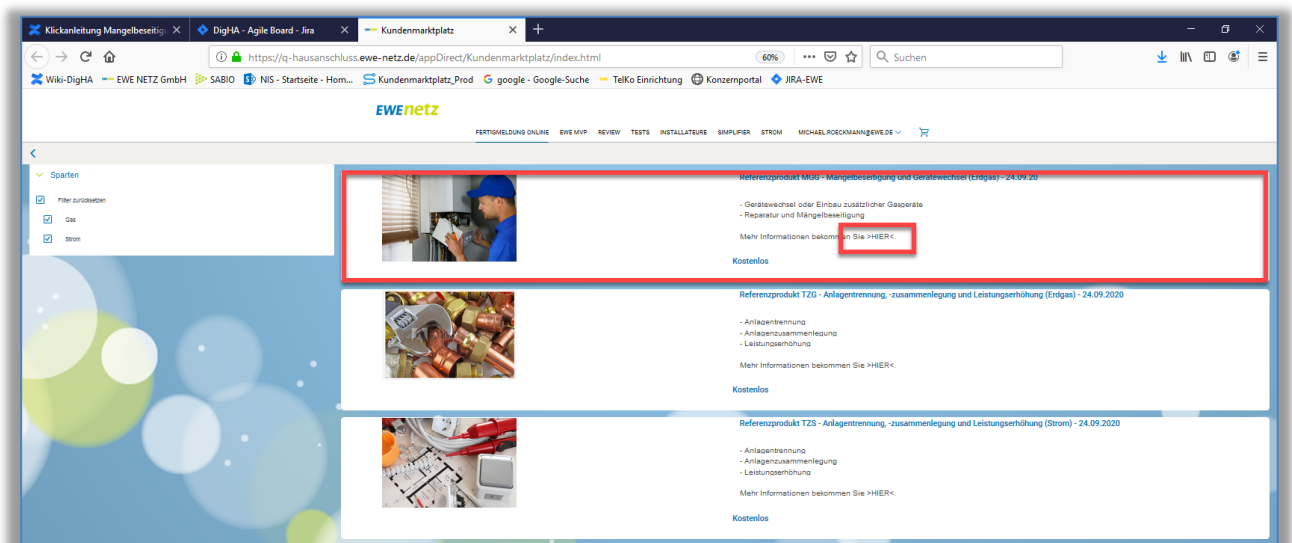 Klickanleitung Mangelbeseitig
DigHA - Agile Board - Jira
Kundenmarktplatz
https://q-hausanschluss.ewe-netz.de/appDirect/Kundenmarktplatz/index.html
60%
Suchen
Wiki-DigHA
EWE NETZ GmbH
SABIO
NIS - Startseite - Hom...
Kundenmarktplatz_Prod
google - Google-Suche
TelKo Einrichtung
Konzernportal
JIRA-EWE
EWE netz
FERTIGMELDUNG ONLINE EWE MVP REVIEW TESTS INSTALLATEURE SIMPLIFIER STROM MICHAEL.ROECKMANN@EWE.DE
Sparten
Filter zurücksetzen
Gas
Strom
Referenzprodukt MGG - Mängelbeseitigung und Gerätewechsel (Erdgas) - 24.09.20
- Gerätewechsel oder Einbau zusätzlicher Gasgeräte
- Reparatur und Mängelbeseitigung
Mehr Informationen bekommen Sie >HIER<.
Kostenlos
Referenzprodukt TZG - Anlagentrennung, -zusammenlegung und Leistungserhöhung (Erdgas) - 24.09.2020
- Anlagentrennung
- Anlagenzusammenlegung
- Leistungserhöhung
Mehr Informationen bekommen Sie >HIER<.
Kostenlos
Referenzprodukt TZS - Anlagentrennung, -zusammenlegung und Leistungserhöhung (Strom) - 24.09.2020
- Anlagentrennung
- Anlagenzusammenlegung
- Leistungserhöhung
Mehr Informationen bekommen Sie >HIER<.
Kostenlos